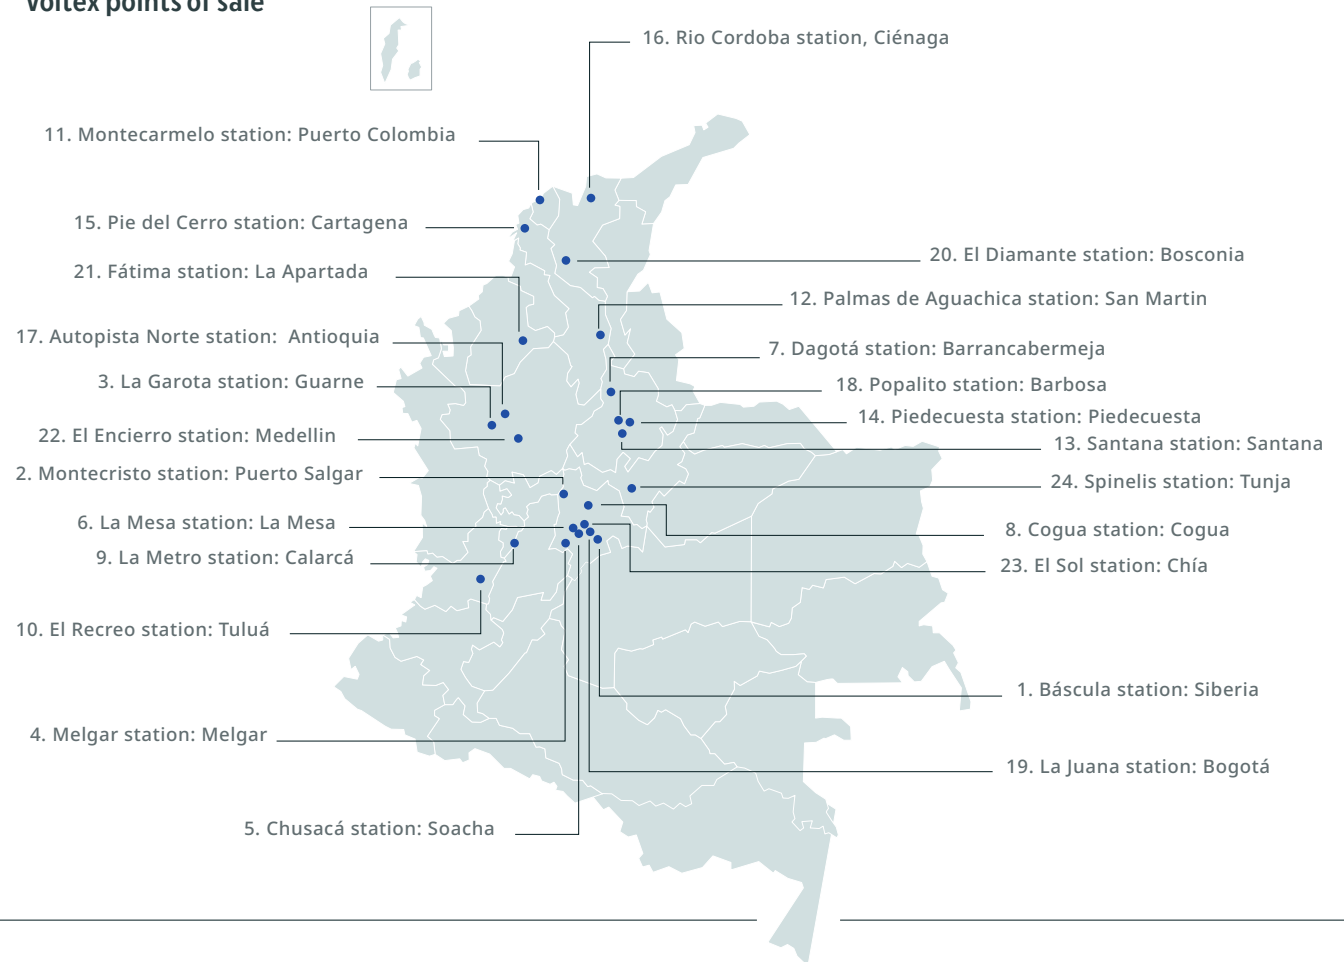 Voltex points of sale
16. Rio Cordoba station, Ciénaga
11. Montecarmelo station: Puerto Colombia
15. Pie del Cerro station: Cartagena
20. El Diamante station: Bosconia
21. Fátima station: La Apartada
12. Palmas de Aguachica station: San Martin
17. Autopista Norte station:  Antioquia
7. Dagotá station: Barrancabermeja
3. La Garota station: Guarne
18. Popalito station: Barbosa
14. Piedecuesta station: Piedecuesta
22. El Encierro station: Medellin
13. Santana station: Santana
2. Montecristo station: Puerto Salgar
24. Spinelis station: Tunja
6. La Mesa station: La Mesa
8. Cogua station: Cogua
9. La Metro station: Calarcá
23. El Sol station: Chía
10. El Recreo station: Tuluá
1. Báscula station: Siberia
4. Melgar station: Melgar
19. La Juana station: Bogotá
5. Chusacá station: Soacha